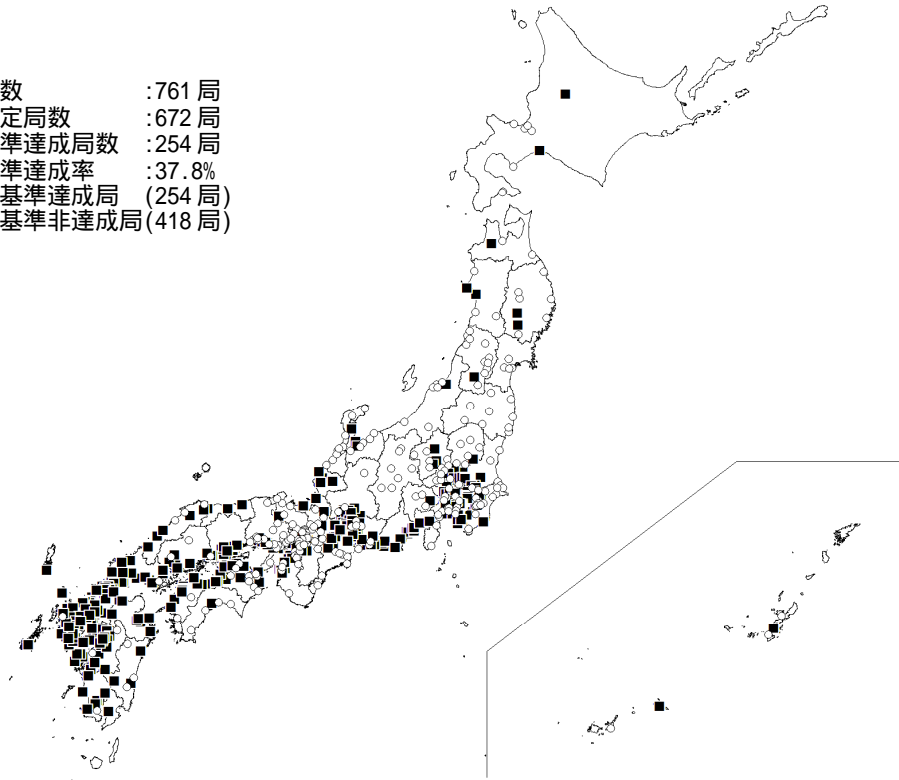 数 :761 局
定局数 :672 局
準達成局数 :254 局
準達成率 :37.8%
基準達成局 (254 局)
基準非達成局(418 局)